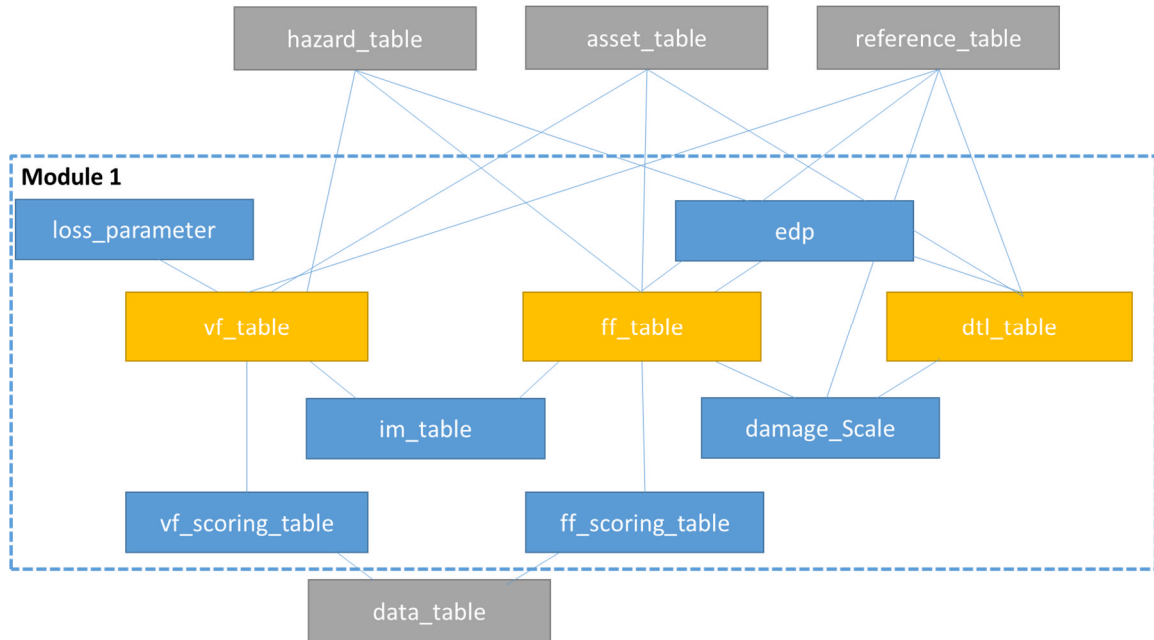 hazard_table
asset_table
reference_table
Module 1
loss_parameter
edp
vf_table
ff_table
dtl_table
im_table
damage_Scale
vf_scoring_table
ff_scoring_table
data_table